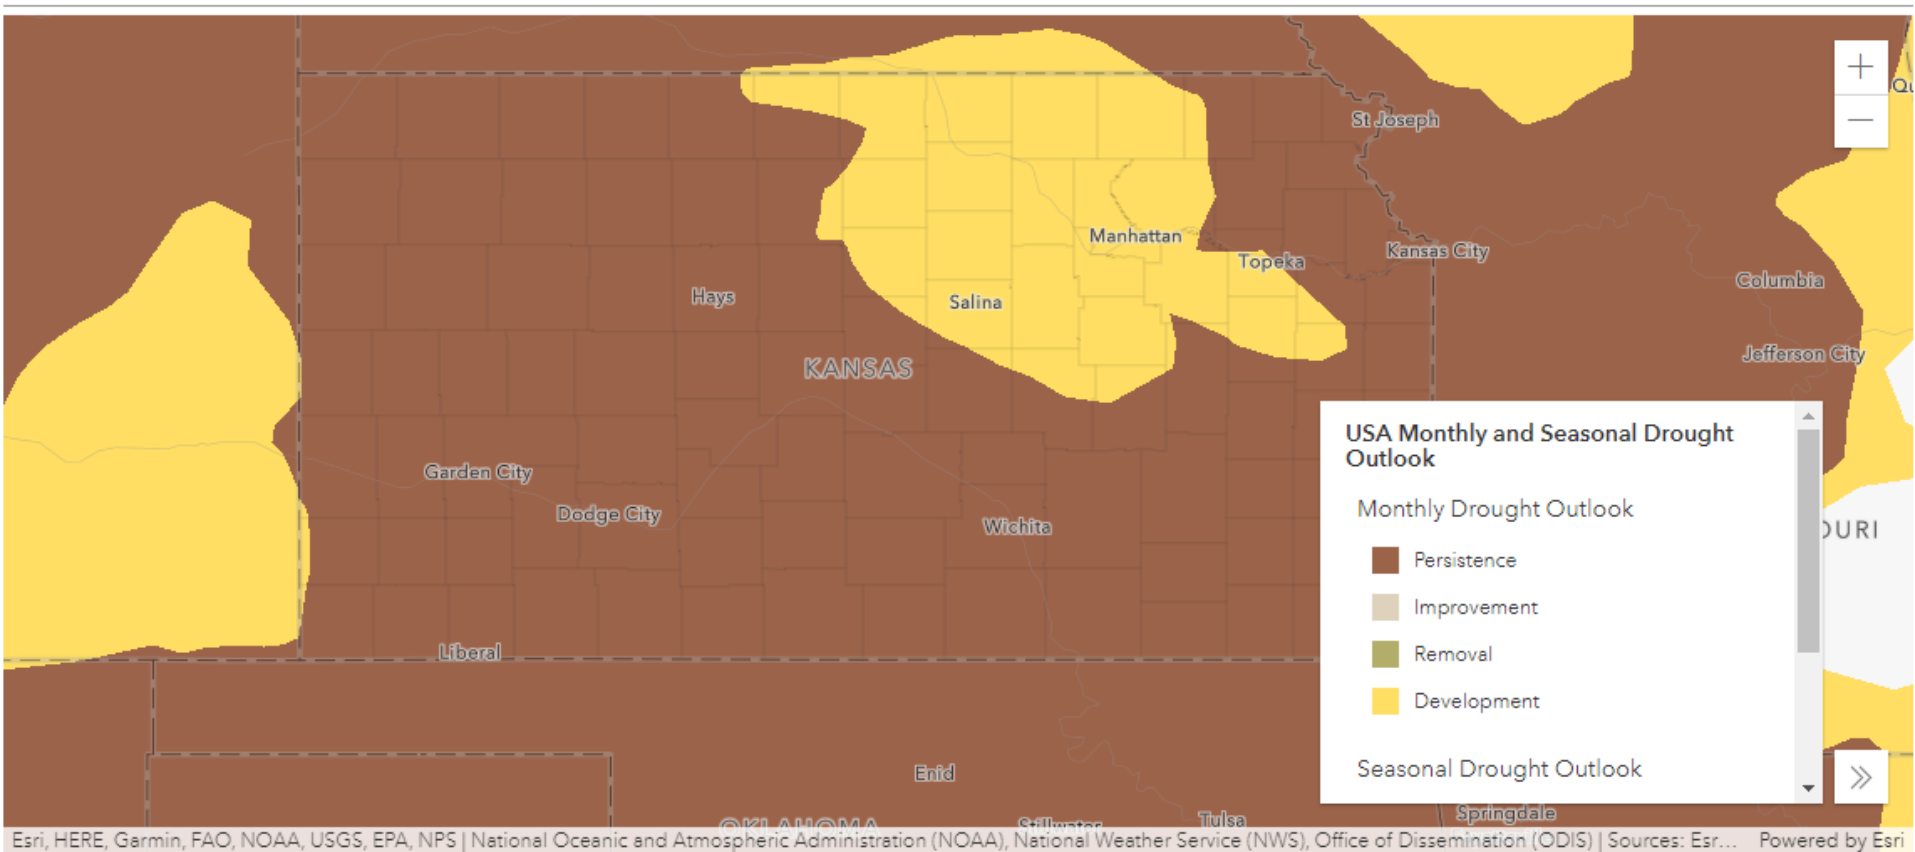 St Joseph
Qu
Manhattan
Kansas City
Topeka
Columbia
Hays
Salina
Jefferson City
KANSAS
USA Monthly and Seasonal Drought
Outlook
Garden City
Monthly Drought Outlook
Dodge City
Wichita
OURI
Persistence
Improvement
Liberal
Removal
Development
Seasonal Drought Outlook
Enid
Springdale
Tulsa
OKLAHOMA
Stillwater
Esri, HERE, Garmin, FAO, NOAA, USGS, EPA, NPS | National Oceanic and Atmospheric Administration (NOAA), National Weather Service (NWS), Office of Dissemination (ODIS) | Sources: Esr... Powered by Esri